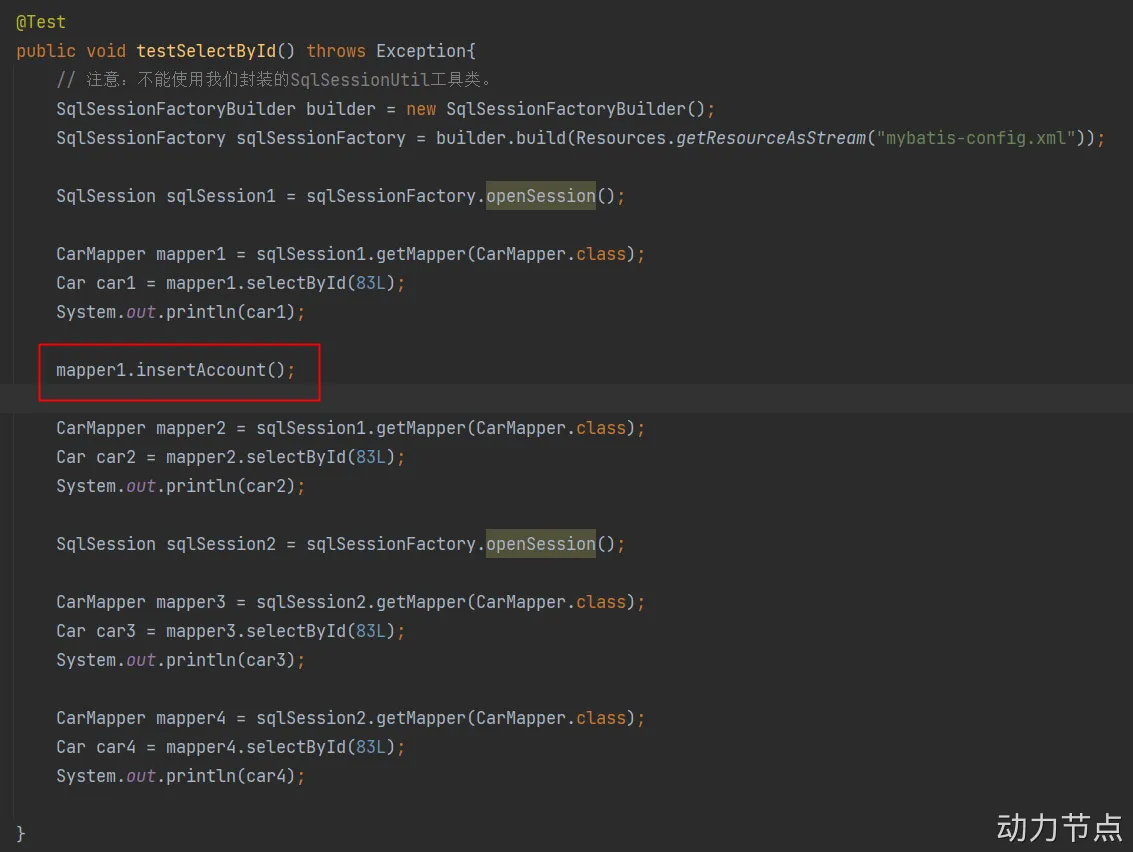 @Test
public void testSelectById() throws Exception{
// 注意：不能使用我们封装的SqlSessionUtil工具类。
SqlSessionFactoryBuilder builder = new SqlSessionFactoryBuilder();
SqlSessionFactory sqlSessionFactory = builder.build(Resources.getResourceAsStream("mybatis-config.xml"));
SqlSession sqlSession1 = sqlSessionFactory.openSession();
CarMapper mapper1 = sqlSession1.getMapper(CarMapper.class);
Car car1 = mapper1.selectById(83L);
System.out.println(car1);
mapper1.insertAccount();
CarMapper mapper2 = sqlSession1.getMapper(CarMapper.class);
Car car2 = mapper2.selectById(83L);
System.out.println(car2);
SqlSession sqlSession2 = sqlSessionFactory.openSession();
CarMapper mapper3 = sqlSession2.getMapper(CarMapper.class);
Car car3 = mapper3.selectById(83L);
System.out.println(car3);
CarMapper mapper4 = sqlSession2.getMapper(CarMapper.class);
Car car4 = mapper4.selectById(83L);
System.out.println(car4);
}
动力节点